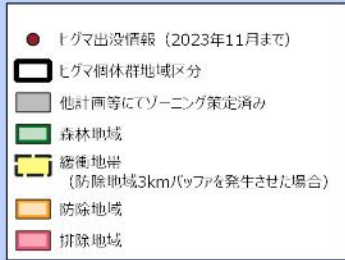 ヒグマ出没情報（2023年11月まで）
ヒグマ個体群地域区分
他計画等にてゾーニング策定済み
森林地域
緩衝地帯
（防除地域3kmバッファを発生させた場合）
防除地域
排除地域